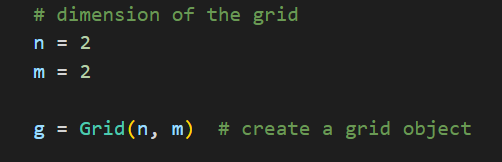 # dimension of the grid
n = 2
m = 2
g = Grid(n, m)  # create a grid object